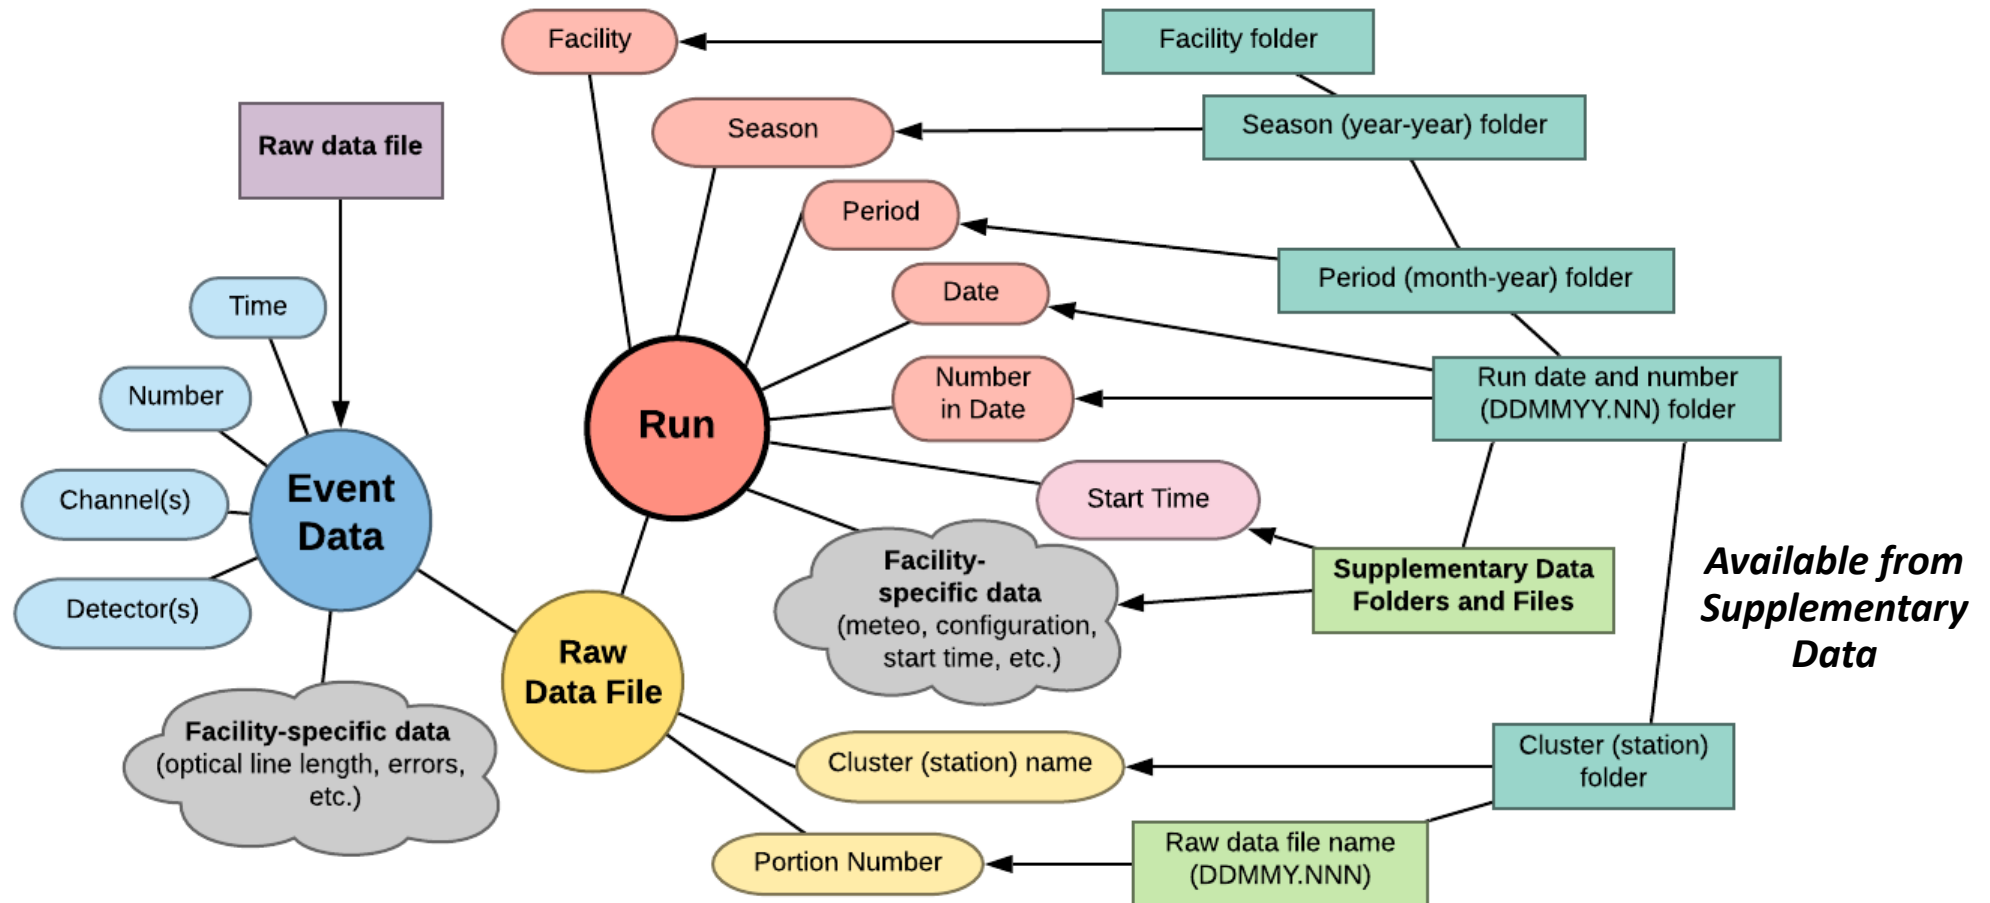 Facility
Facility folder
Season
Season (year-year) folder
Raw data file
Period
Period (month-year) folder
Time
Date
Number
Number
in Date
Run date and number
(DDMMYY.NN) folder
Run
Channel(s)
Event
Data
Start Time
Detector(s)
Facility-
specific data
(meteo, configuration,
start time, etc.)
Supplementary Data
Folders and Files
Available from
Supplementary
Data
Raw
Data File
Facility-specific data
(optical line length, errors,
etc.)
Cluster (station) name
Cluster (station)
folder
Portion Number
Raw data file name
(DDMMY.NNN)